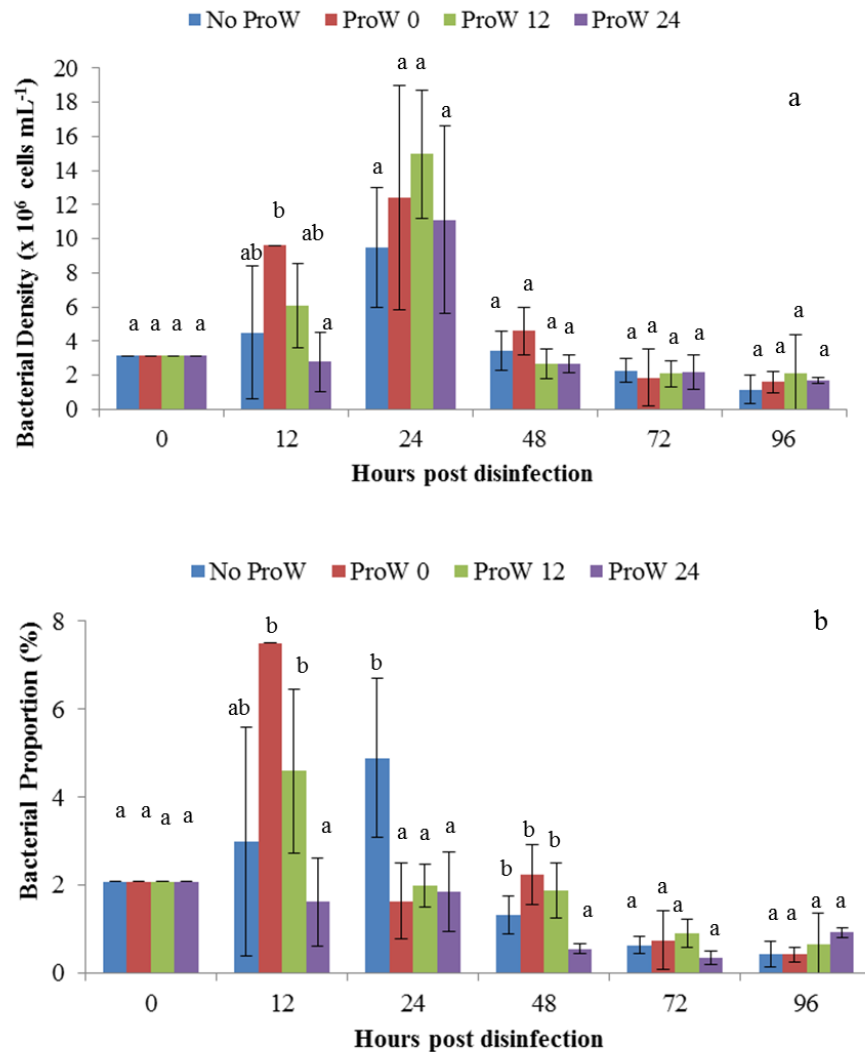 No ProW ProW 0 ProW 12 ProW 24
Bacterial Density (x 10⁶ cells mL⁻¹)
20
18
16
14
12
10
8
6
4
2
0
a a a a
ab b ab a
a a a a
a a a a
a a a a
a a a a
a
0 12 24 48 72 96
Hours post disinfection
No ProW ProW 0 ProW 12 ProW 24
Bacterial Proportion (%)
8
6
4
2
0
a a a a
ab b b a
b a a a
b b b a
a a a a
a a a a
b
0 12 24 48 72 96
Hours post disinfection